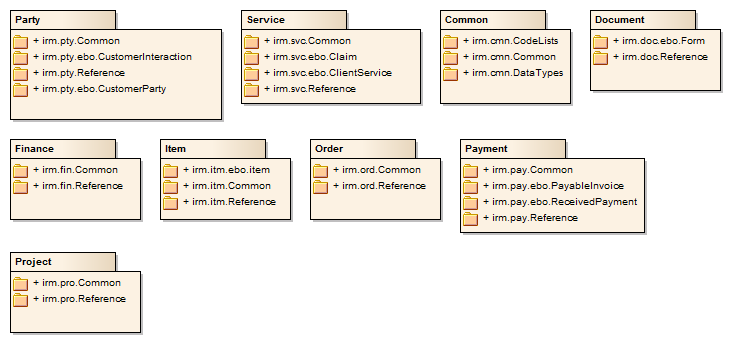 Party
+ irm.pty.Common
+ irm.pty.ebo.CustomerInteraction
+ irm.pty.Reference
+ irm.pty.ebo.CustomerParty
Service
+ irm.svc.Common
+ irm.svc.ebo.Claim
+ irm.svc.ebo.ClientService
+ irm.svc.Reference
Common
+ irm.cmn.CodeLists
+ irm.cmn.Common
+ irm.cmn.DataTypes
Document
+ irm.doc.ebo.Form
+ irm.doc.Reference
Finance
+ irm.fin.Common
+ irm.fin.Reference
Item
+ irm.itm.ebo.item
+ irm.itm.Common
+ irm.itm.Reference
Order
+ irm.ord.Common
+ irm.ord.Reference
Payment
+ irm.pay.Common
+ irm.pay.ebo.PayableInvoice
+ irm.pay.ebo.ReceivedPayment
+ irm.pay.Reference
Project
+ irm.pro.Common
+ irm.pro.Reference